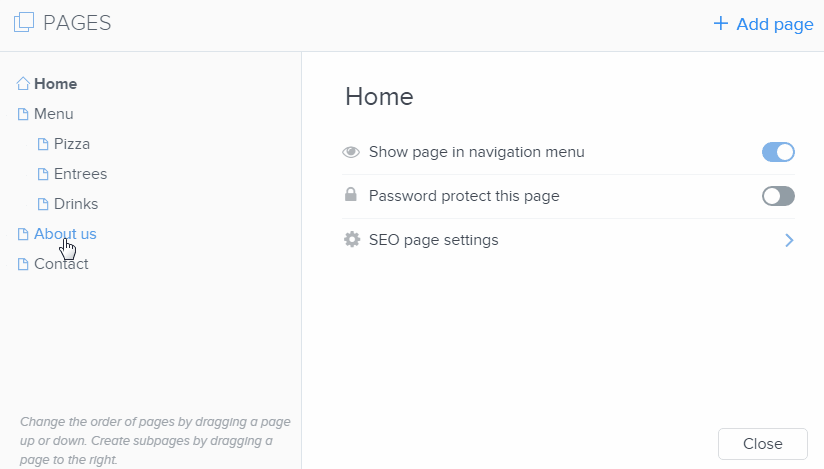 PAGES
Add page
Home
Menu
Pizza
Entrees
Drinks
About us
Contact
Change the order of pages by dragging a page
up or down. Create subpages by dragging a
page to the right.
Home
Show page in navigation menu
Password protect this page
SEO page settings
Close